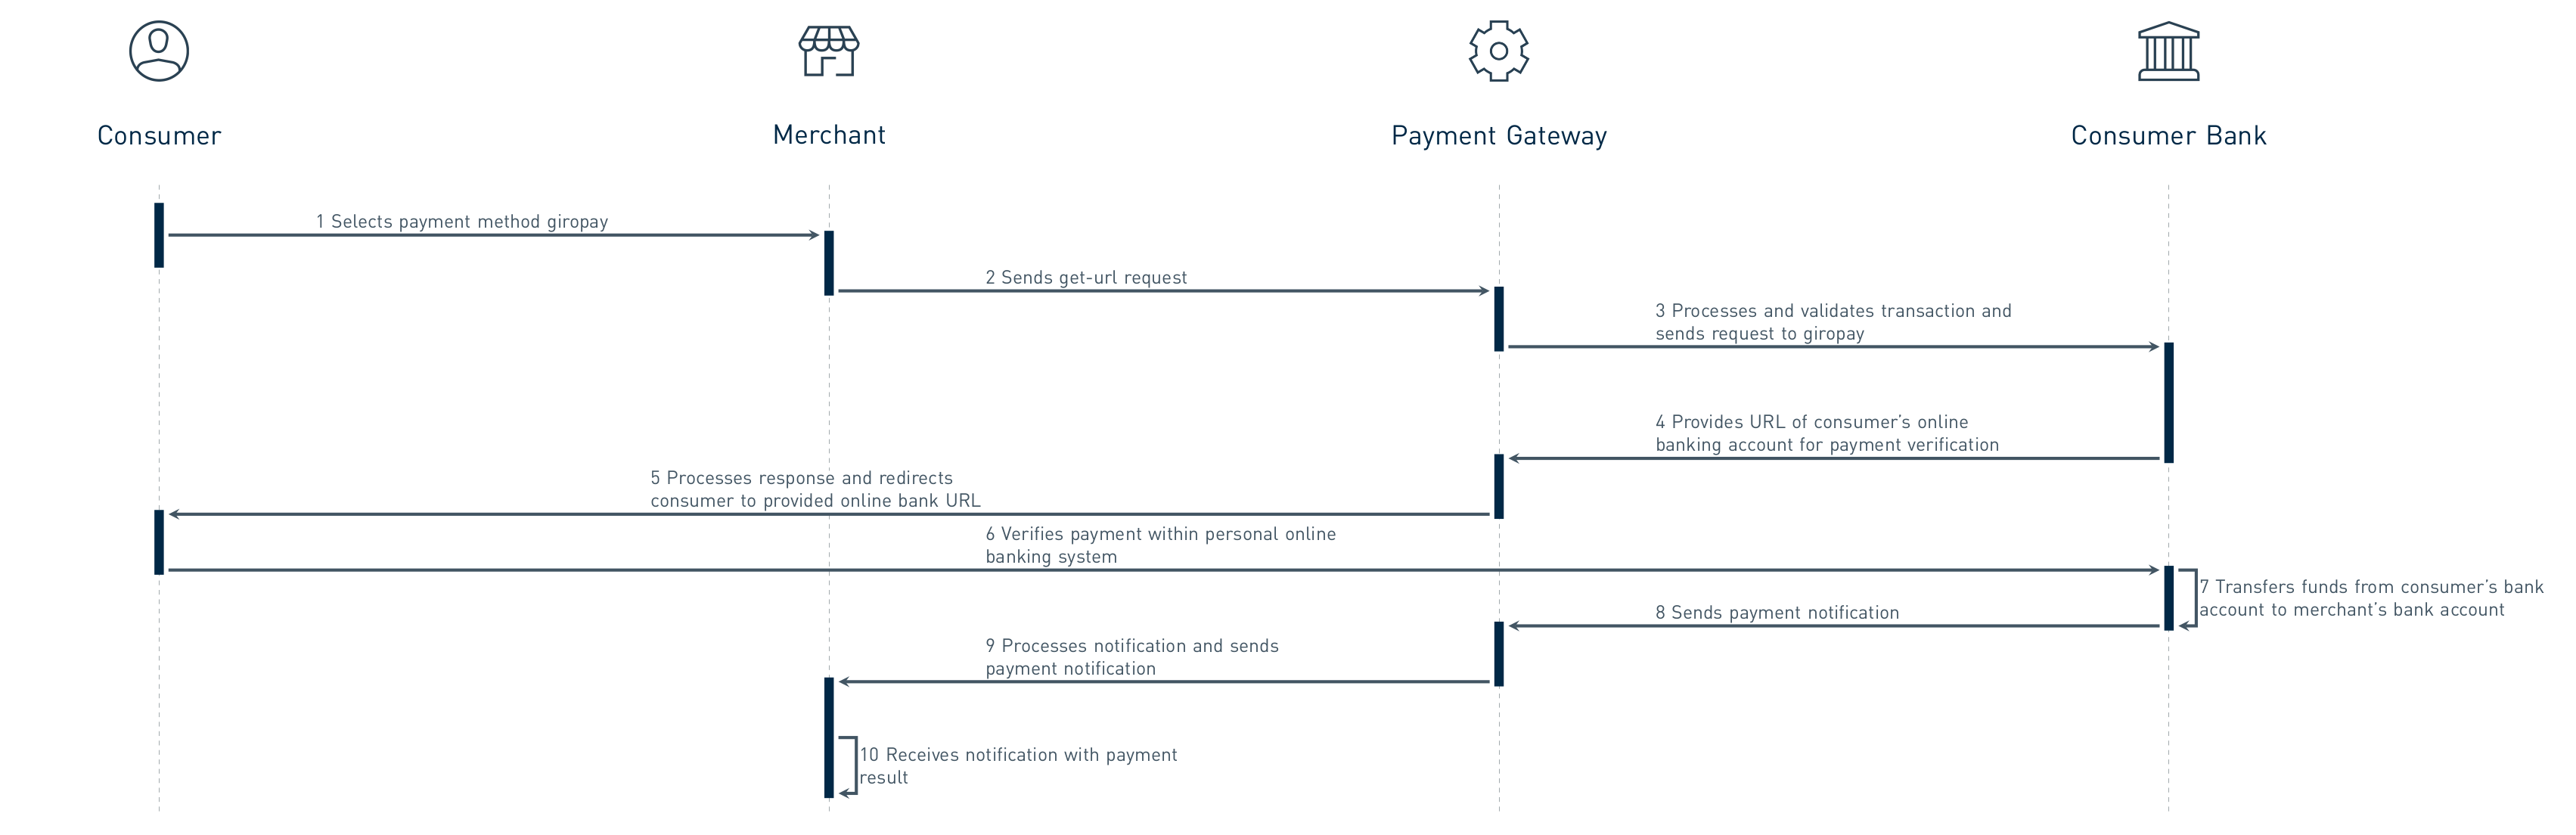 Consumer
Merchant
Payment Gateway
Consumer Bank
1 Selects payment method giropay
2 Sends get-url request
3 Processes and validates transaction and
sends request to giropay
4 Provides URL of consumer’s online
banking account for payment verification
5 Processes response and redirects
consumer to provided online bank URL
6 Verifies payment within personal online
banking system
7 Transfers funds from consumer’s bank
account to merchant’s bank account
8 Sends payment notification
9 Processes notification and sends
payment notification
10 Receives notification with payment
result